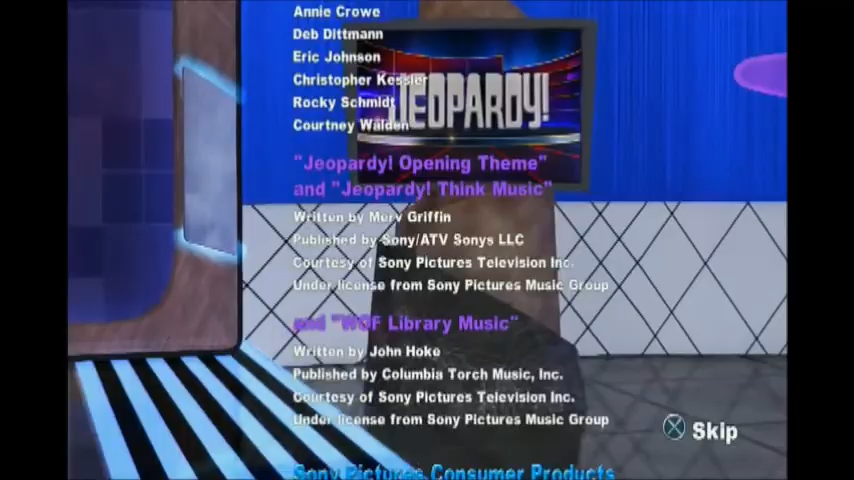 Annie Crowe
Deb Dittmann
Eric Johnson
Christopher Kessler
Rocky Schmidt
Courtney Walden
JEOPARDY!
"Jeopardy! Opening Theme"
and "Jeopardy! Think Music"
Written by Merv Griffin
Published by Sony/ATV Sonys LLC
Courtesy of Sony Pictures Television Inc.
Under license from Sony Pictures Music Group
and "WOF Library Music"
Written by John Hoke
Published by Columbia Torch Music, Inc.
Courtesy of Sony Pictures Television Inc.
Under license from Sony Pictures Music Group
Skip
Sony Pictures Consumer Products